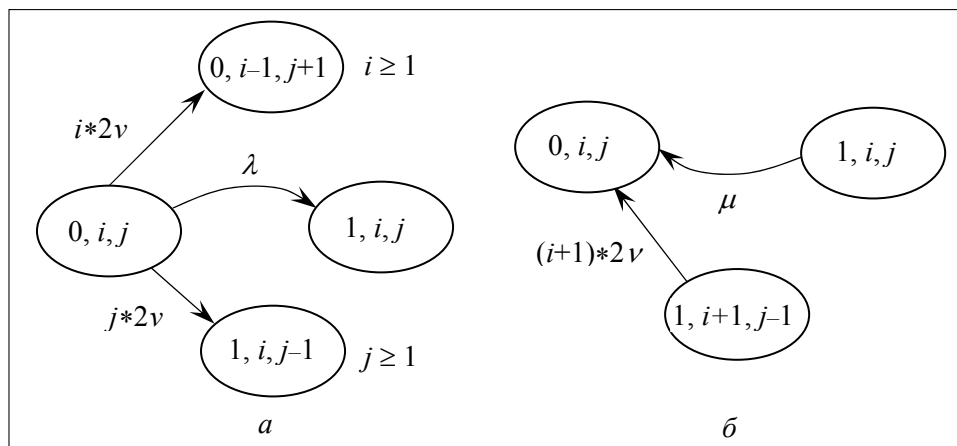 0, i–1, j+1
i ≥ 1
i*2ν
λ
0, i, j
1, i, j
j*2ν
1, i, j–1
j ≥ 1
а
0, i, j
1, i, j
μ
(i+1)*2ν
1, i+1, j–1
б